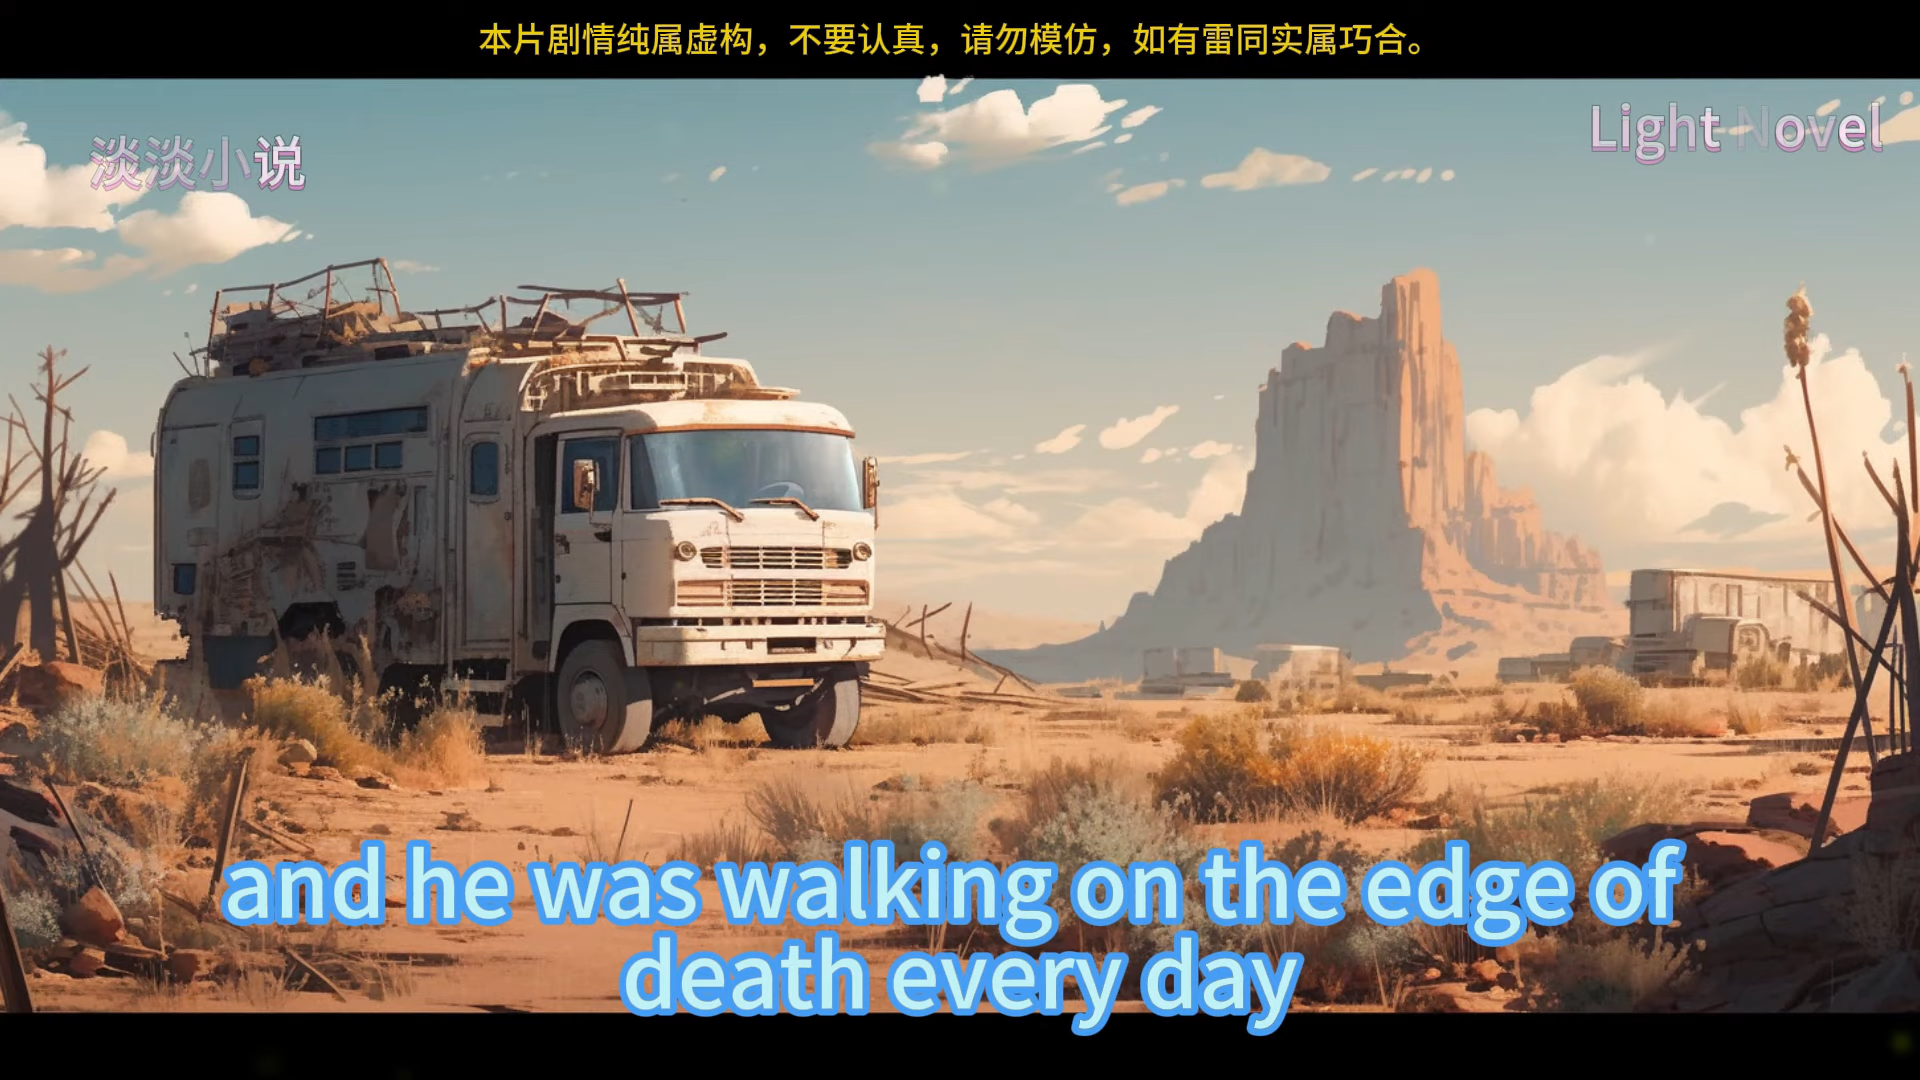 本片剧情纯属虚构，不要认真，请勿模仿，如有雷同实属巧合。
淡淡小说
Light Novel
and he was walking on the edge of
death every day